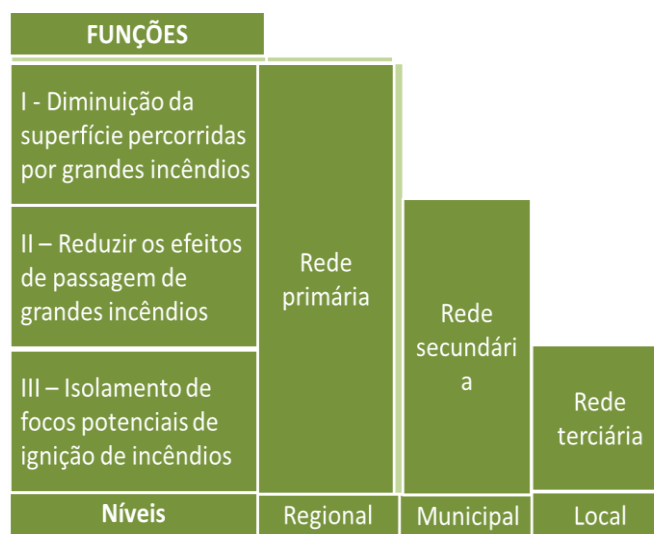 FUNÇÕES
I - Diminuição da
superfície percorridas
por grandes incêndios
II – Reduzir os efeitos
de passagem de
grandes incêndios
III – Isolamento de
focos potenciais de
ignição de incêndios
Rede
primária
Rede
secundári
a
Rede
terciária
Níveis
Regional
Municipal
Local